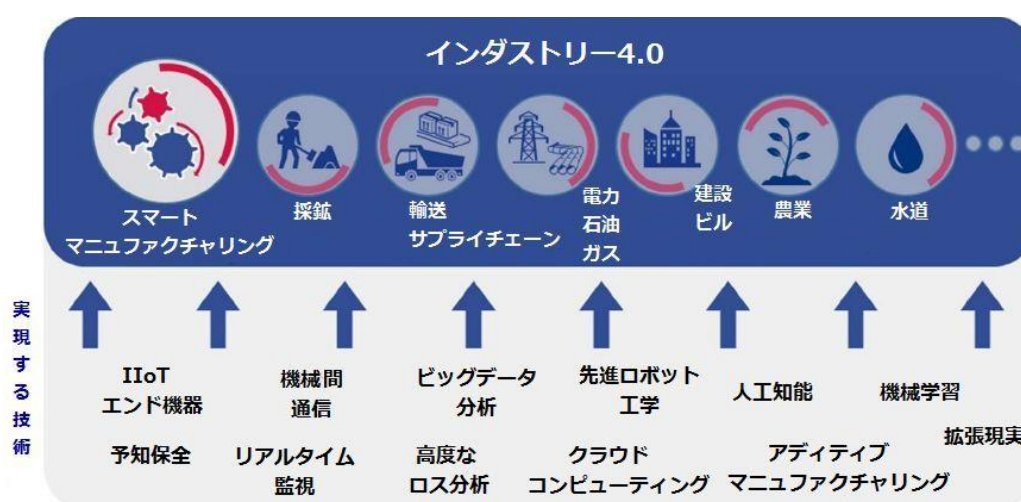 インダストリー4.0
スマート
マニュファクチャリング
採鉱
輸送
サプライチェーン
電力
石油
ガス
建設
ビル
農業
水道
実現する技術
IIoT
エンド機器
機械間
通信
ビッグデータ
分析
先進ロボット
工学
人工知能
機械学習
拡張現実
予知保全
リアルタイム
監視
高度な
ロス分析
クラウド
コンピューティング
アディティブ
マニュファクチャリング